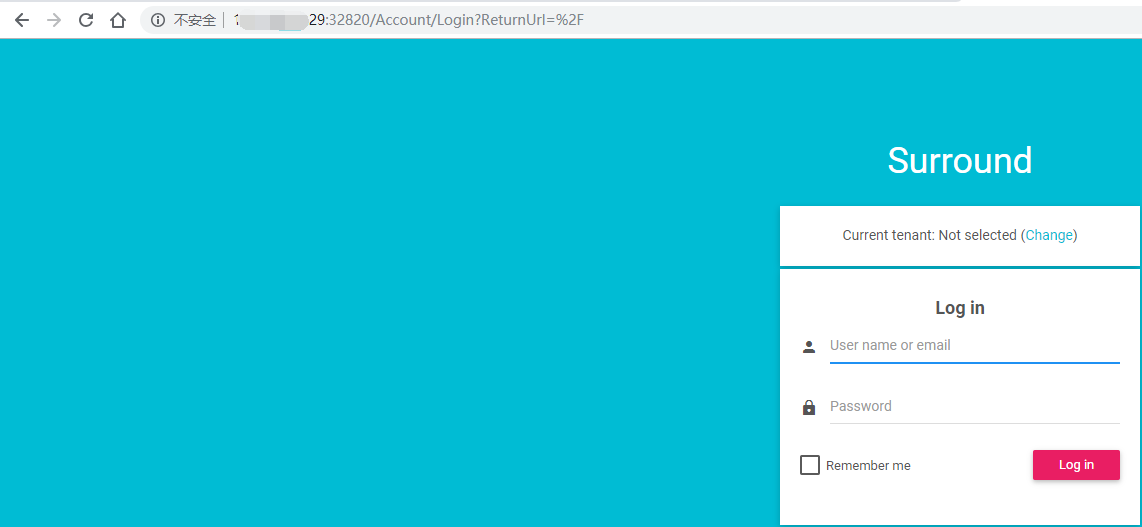 不安全 29:32820/Account/Login?ReturnUrl=%2F
Surround
Current tenant: Not selected (Change)
Log in
User name or email
Password
Remember me
Log in